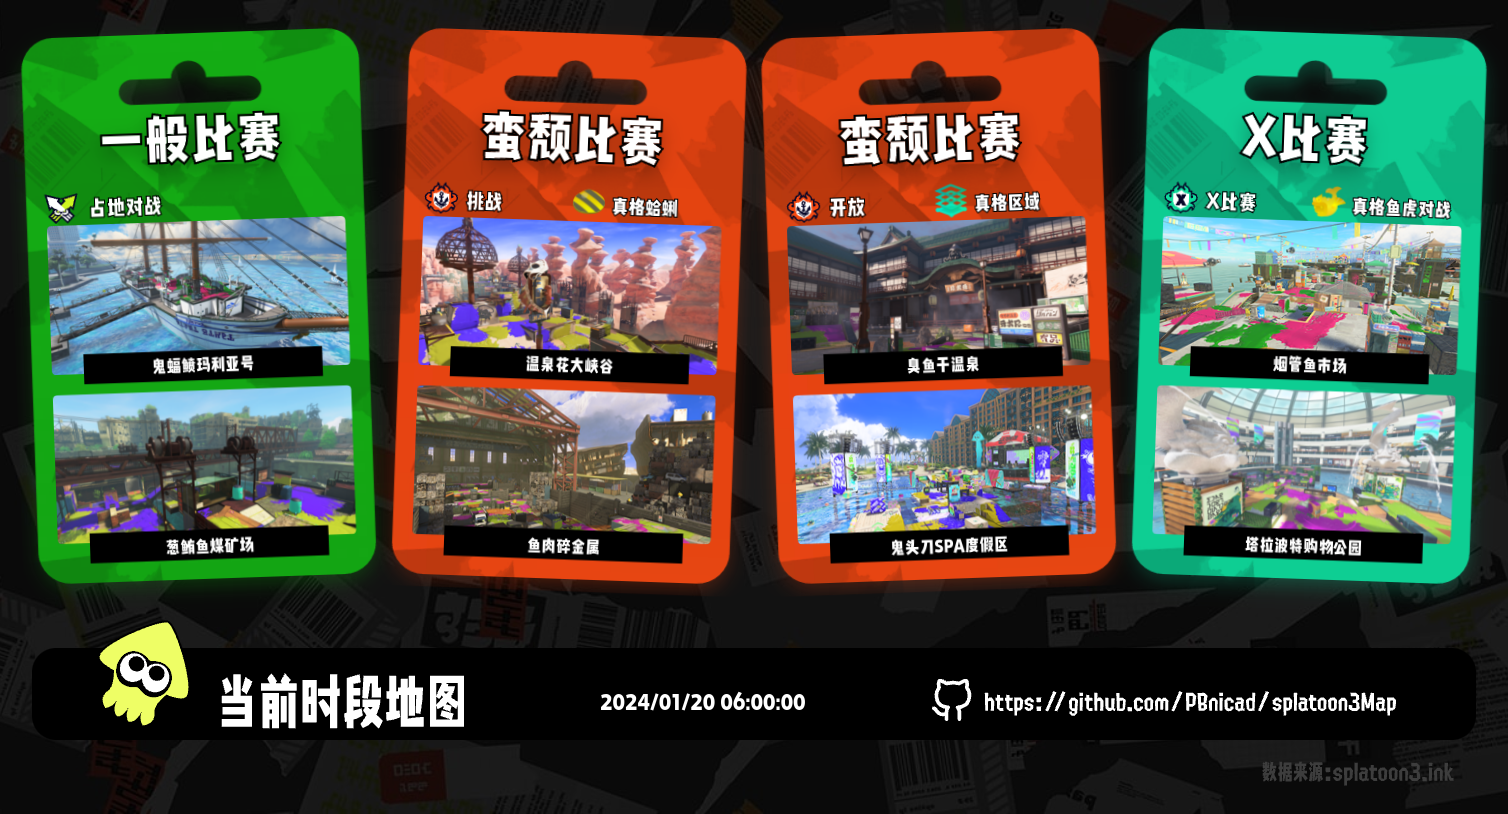 一般比赛
占地对战
鬼蝠鲼玛利亚号
葱鲔鱼煤矿场
蛮颓比赛
挑战
真格蛤蜊
温泉花大峡谷
鱼肉碎金属
蛮颓比赛
开放
真格区域
臭鱼干温泉
鬼头刀SPA度假区
X比赛
X比赛
真格鱼虎对战
烟管鱼市场
塔拉波特购物公园
当前时段地图
2024/01/20 06:00:00
https://github.com/PBnicad/splatoon3Map
数据来源:splatoon3.ink